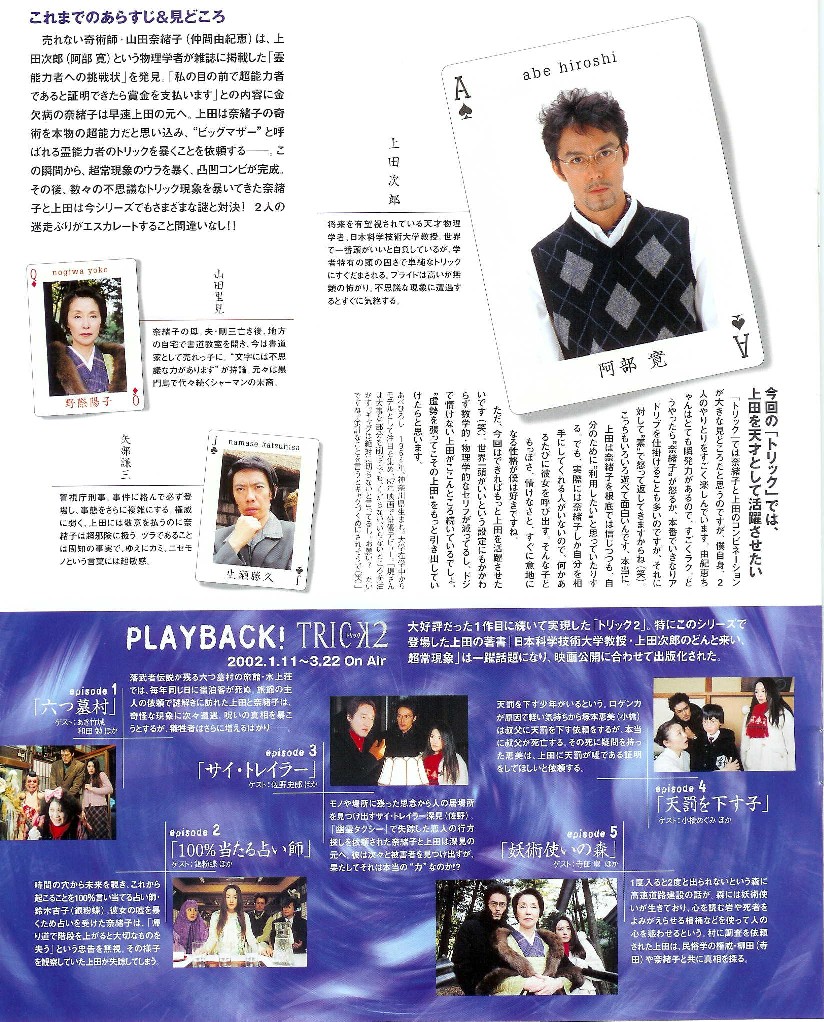 これまでのあらすじ&見どころ
売れない奇術師・山田奈緒子(仲間由紀恵)は、上
田次郎(阿部 寛)という物理学者が雑誌に掲載した「霊
能力者への挑戦状」を発見。「私の目の前で超能力者
であると証明できたら賞金を支払います」との内容に金
欠病の奈緒子は早速上田の元へ。上田は奈緒子の奇
術を本物の超能力だと思い込み、“ビッグマザー”と呼
ばれる霊能力者のトリックを暴くことを依頼する――。こ
の瞬間から、超常現象のウラを暴く、凸凹コンビが完成。
その後、数々の不思議なトリック現象を暴いてきた奈緒
子と上田は今シリーズでもさまざまな謎と対決! 2人の
迷走ぶりがエスカレートすること間違いなし!!
A
abe hiroshi
阿部 寛
A
上田次郎
将来を有望視されている天才物理
学者。日本科学技術大学教授。世界
で一番頭がいいと自負しているが、学
者特有の頭の固さで単純なトリック
にすぐだまされる。プライドは高いが無
類の怖がり。不思議な現象に遭遇す
るとすぐに気絶する。
Q
nogiwa yoko
野際陽子
Q
山田里見
奈緒子の母。夫・剛三亡き後、地方
の自宅で書道教室を開き、今は書道
家として売れっ子に。“文字には不思
議な力があります”が持論。元々は黒
門島で代々続くシャーマンの末裔。
J
namase katsuhisa
生瀬勝久
J
矢部謙三
警視庁刑事。事件に絡んで必ず登
場し、事態をさらに複雑にする。権威
に弱く、上田には敬意を払うのに奈
緒子は邪険に扱う。ヅラであること
は周知の事実で、ゆえにカミ、ニセモ
ノという言葉には超敏感。
今回の「トリック」では、
上田を天才として活躍させたい
「トリック」では奈緒子と上田のコンビネーション
が大きな見どころだと思うのですが、僕自身、2
人のやりとりをすごく楽しんでいます。由紀恵ち
ゃんはとても瞬発力があるので、“すごくラク”。ど
うやったら“奈緒子”が怒るか、本番でいきなりア
ドリブを仕掛けることも多いのですが、それに
対して“素”で怒って返してきますからね(笑)。
こっちもいろいろ遊べて面白いんです、本当に。
上田は奈緒子を根底では信じつつも、自
分のために“利用したい”と思っていたりす
る。でも、実際には奈緒子しか自分を相
手にしてくれる人がいないので、何かあ
るたびに彼女を呼び出す。そんな子ど
もっぽさ、情けなさと、すぐに意地に
なる性格が僕は好きですね。
ただ、今回はできればもっと上田を活躍させた
いです(笑)。世界一頭がいいという設定にもかかわ
らず数学的・物理学的なセリフが減ってるし、ドジ
で情けない上田がここんところ続いているでしょ。
“虚勢を張ってこその上田”をもっと引き出してい
けたらと思います。
PLAYBACK! TRICK2
2002.1.11〜3.22 On Air
大好評だった1作目に続いて実現した「トリック2」。特にこのシリーズで
登場した上田の著書「日本科学技術大学教授・上田次郎のどんと来い、
超常現象」は一躍話題になり、映画公開に合わせて出版化された。
episode 1
「六つ墓村」
ゲスト:あき竹城
和田 勉 ほか
落武者伝説が残る六つ墓村の旅館・水上荘
では、毎年同じ日に宿泊客が死ぬ。旅館の主
人の依頼で謎解きに訪れた上田と奈緒子は、
奇怪な現象に次々遭遇。呪いの真相を暴こ
うとするが、犠牲者はさらに増えるばかり
episode 2
「100%当たる占い師」
ゲスト:銀粉蝶 ほか
時間の穴から未来を覗き、これから
起こることを100%言い当てる占い師・
鈴木吉子(銀粉蝶)。彼女の嘘を暴
くため占いを受けた奈緒子は、「帰
り道で階段を上がると大切なものを
失う」という忠告を無視。その様子
を観察していた上田が失踪してしまう。
episode 3
「サイ・トレイラー」
ゲスト:佐野史郎 ほか
モノや場所に残った思念から人の居場所
を見つけ出すサイ・トレイラー深見(佐野)。
「幽霊タクシー」で失踪した恋人の行方
探しを依頼された奈緒子と上田は深見の
元へ。彼は次々と被害者を見つけ出すが、
果たしてそれは本当の“力”なのか!?
episode 4
「天罰を下す子」
ゲスト:小橋めぐみ ほか
天罰を下す少年がいるという。口ゲンカ
が原因で軽い気持ちから塚本恵美(小橋)
は叔父に天罰を下す依頼をするが、本
当に叔父が死亡する。その死に疑問を持っ
た恵美は、上田に天罰が嘘である証明
をしてほしいと依頼する。
episode 5
「妖術使いの森」
ゲスト:寺田 農 ほか
1度入ると2度と出られないという森に
高速道路建設の話が。森には妖術使
いが生きており、心を読む堂や死者を
よみがえらせる桶などを使って人の
心を惑わせるという。村に調査を依頼
された上田は、民俗学の権威・柳田(寺
田)や奈緒子と共に真相を探る。